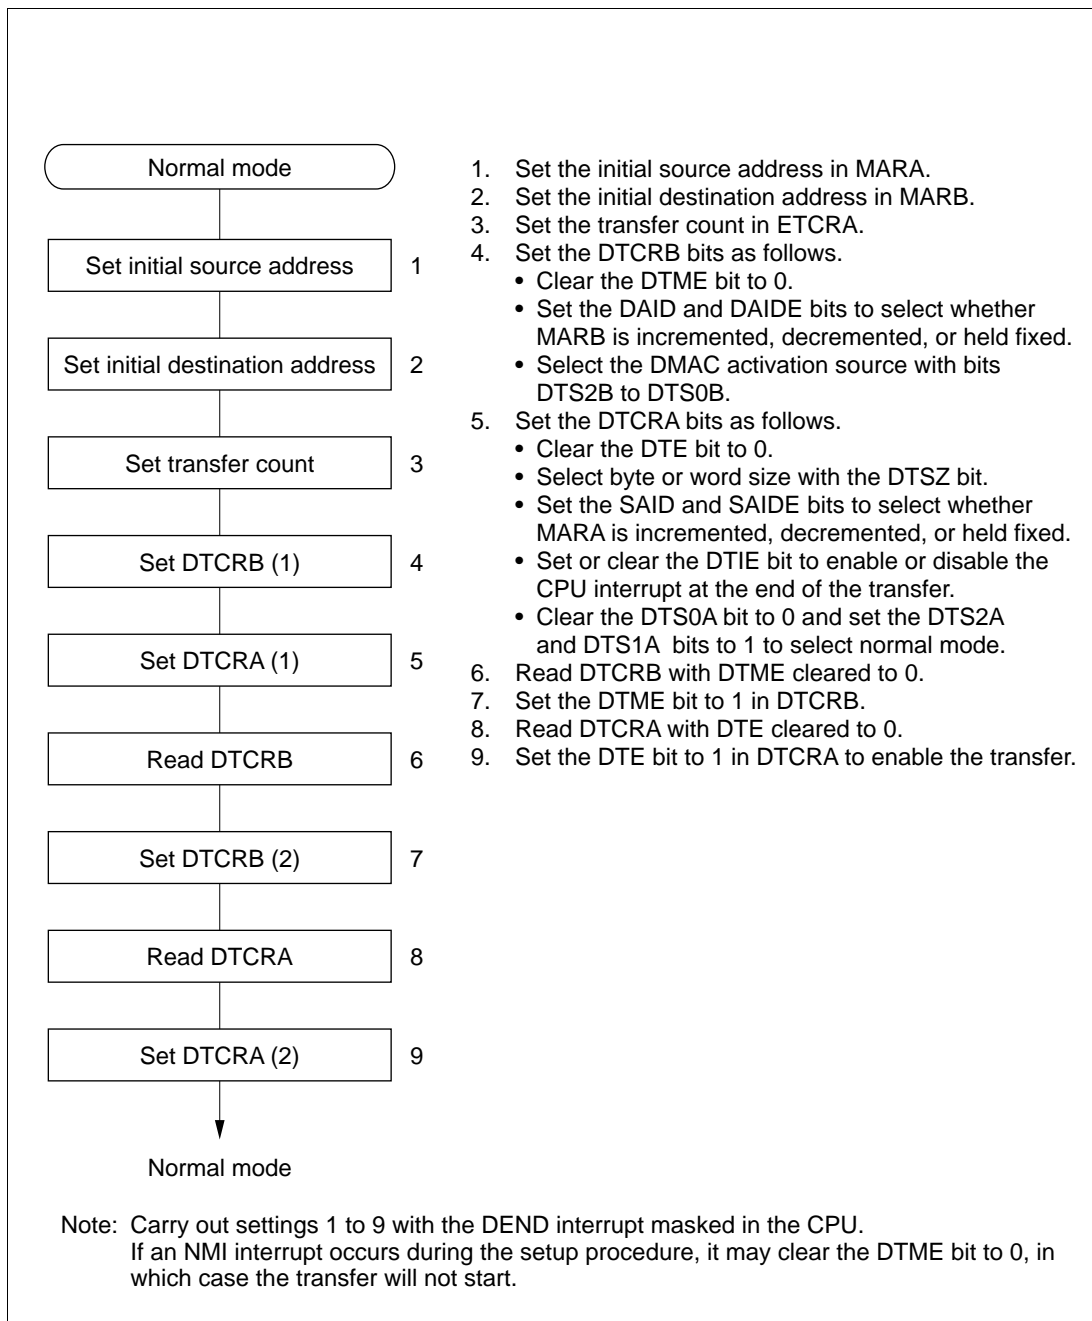 Normal mode
Set initial source address 1
Set initial destination address 2
Set transfer count 3
Set DTCRB (1) 4
Set DTCRA (1) 5
Read DTCRB 6
Set DTCRB (2) 7
Read DTCRA 8
Set DTCRA (2) 9
Normal mode
1. Set the initial source address in MARA.
2. Set the initial destination address in MARB.
3. Set the transfer count in ETCRA.
4. Set the DTCRB bits as follows.
• Clear the DTME bit to 0.
• Set the DAID and DAIDE bits to select whether
MARB is incremented, decremented, or held fixed.
• Select the DMAC activation source with bits
DTS2B to DTS0B.
5. Set the DTCRA bits as follows.
• Clear the DTE bit to 0.
• Select byte or word size with the DTSZ bit.
• Set the SAID and SAIDE bits to select whether
MARA is incremented, decremented, or held fixed.
• Set or clear the DTIE bit to enable or disable the
CPU interrupt at the end of the transfer.
• Clear the DTS0A bit to 0 and set the DTS2A
and DTS1A bits to 1 to select normal mode.
6. Read DTCRB with DTME cleared to 0.
7. Set the DTME bit to 1 in DTCRB.
8. Read DTCRA with DTE cleared to 0.
9. Set the DTE bit to 1 in DTCRA to enable the transfer.
Note: Carry out settings 1 to 9 with the DEND interrupt masked in the CPU.
If an NMI interrupt occurs during the setup procedure, it may clear the DTME bit to 0, in
which case the transfer will not start.